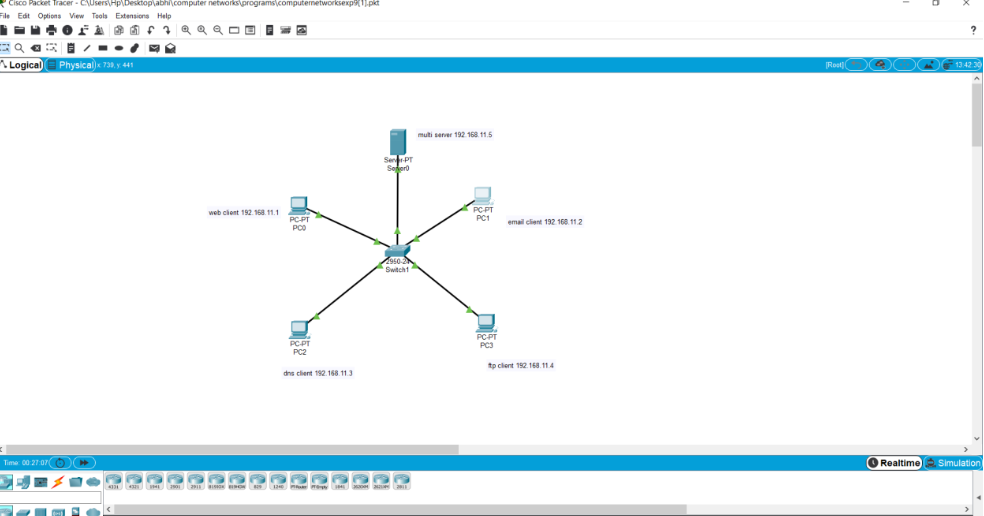 Cisco Packet Tracer - C:\Users\Hp\Desktop\abhi\computer networks\programs\computernetworksexp9[1].pkt
File Edit Options View Tools Extensions Help
?
Logical Physical x: 739, y: 441 [Root] 13:42:30
multi server 192.168.11.5
Server-PT
Server0
web client 192.168.11.1
PC-PT
PC0
PC-PT
PC1
email client 192.168.11.2
2950-24
Switch1
PC-PT
PC2
PC-PT
PC3
dns client 192.168.11.3
ftp client 192.168.11.4
Time: 00:27:07 Realtime Simulation
4331 4321 1941 2901 2911 819IOX 819HGW 829 1240 PT-Router PT-Empty 1841 2620XM 2621XM 2811